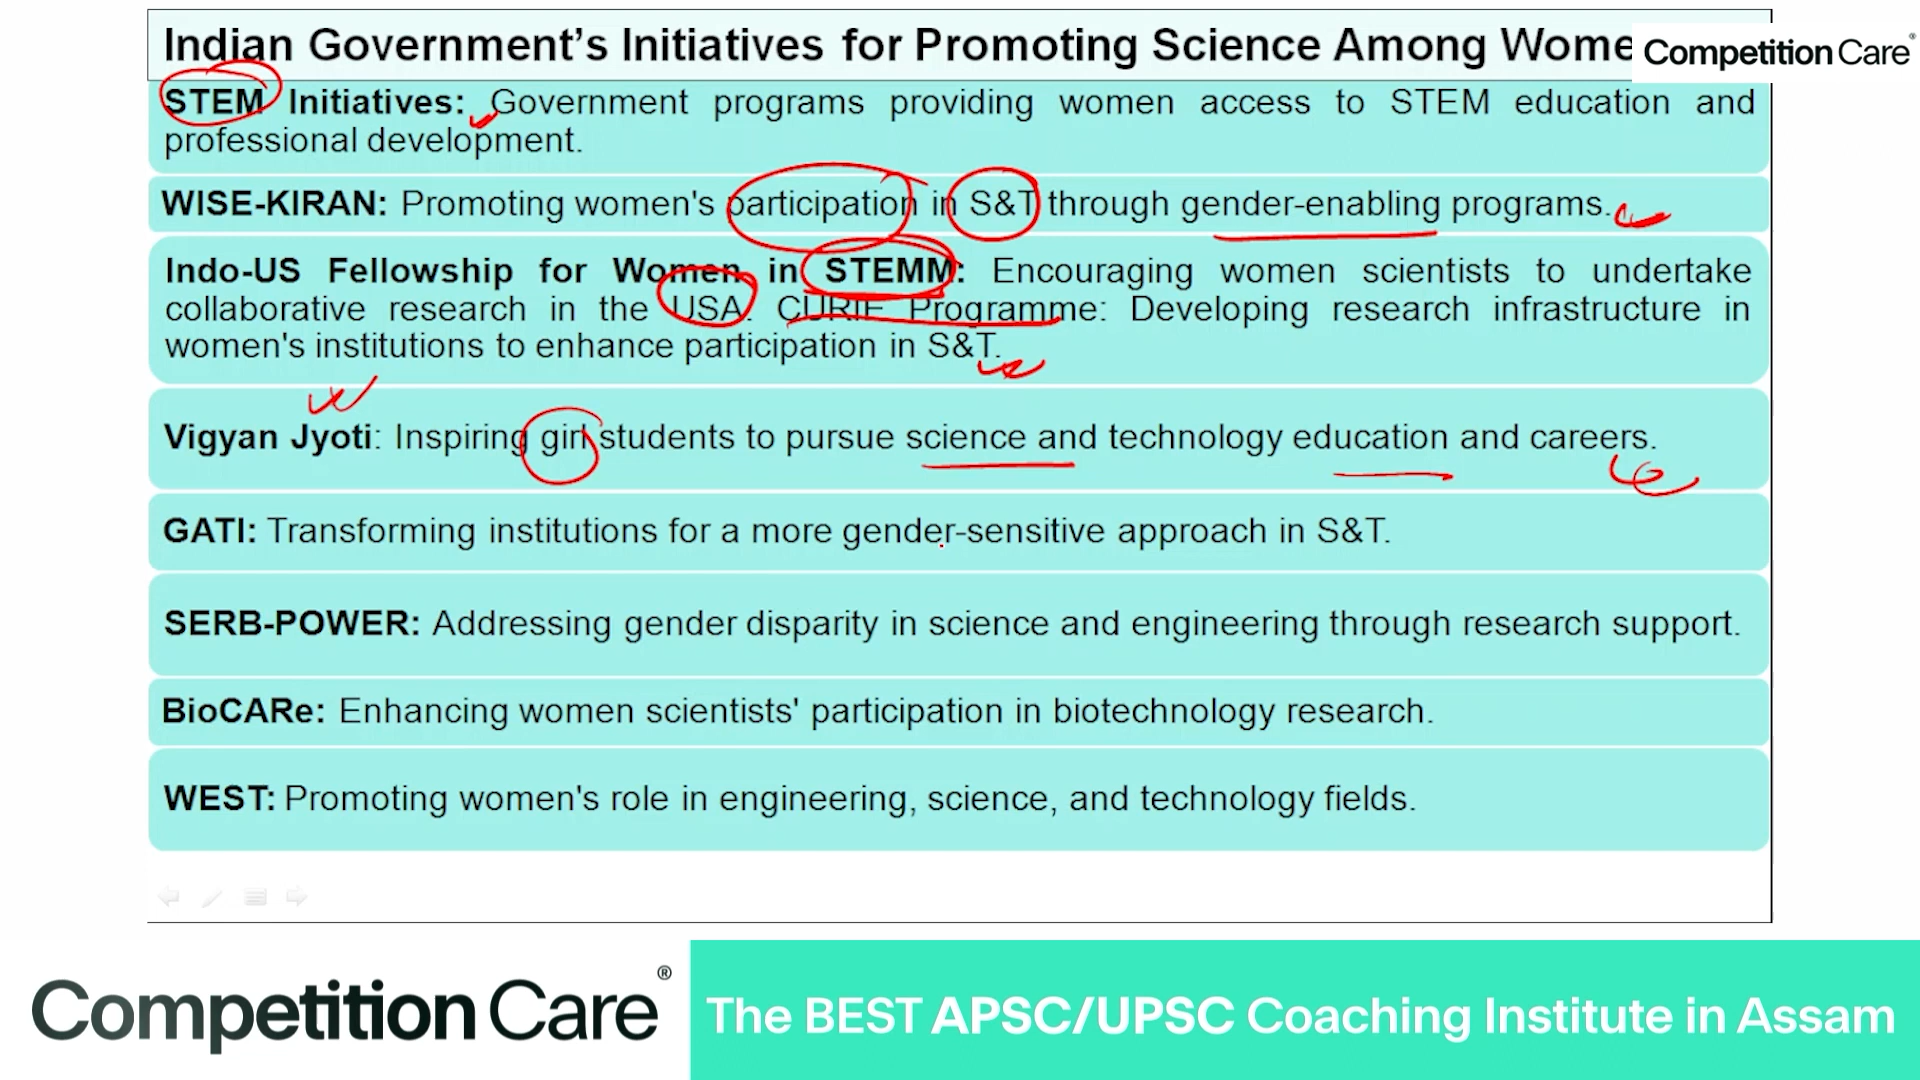 Indian Government's Initiatives for Promoting Science Among Wome
Competition Care®
STEM Initiatives: Government programs providing women access to STEM education and
professional development.
WISE-KIRAN: Promoting women's participation in S&T through gender-enabling programs.
Indo-US Fellowship for Women in STEMM: Encouraging women scientists to undertake
collaborative research in the USA. CURIE Programme: Developing research infrastructure in
women's institutions to enhance participation in S&T.
Vigyan Jyoti: Inspiring girl students to pursue science and technology education and careers.
GATI: Transforming institutions for a more gender-sensitive approach in S&T.
SERB-POWER: Addressing gender disparity in science and engineering through research support.
BioCARe: Enhancing women scientists' participation in biotechnology research.
WEST: Promoting women's role in engineering, science, and technology fields.
Competition Care®
The BEST APSC/UPSC Coaching Institute in Assam